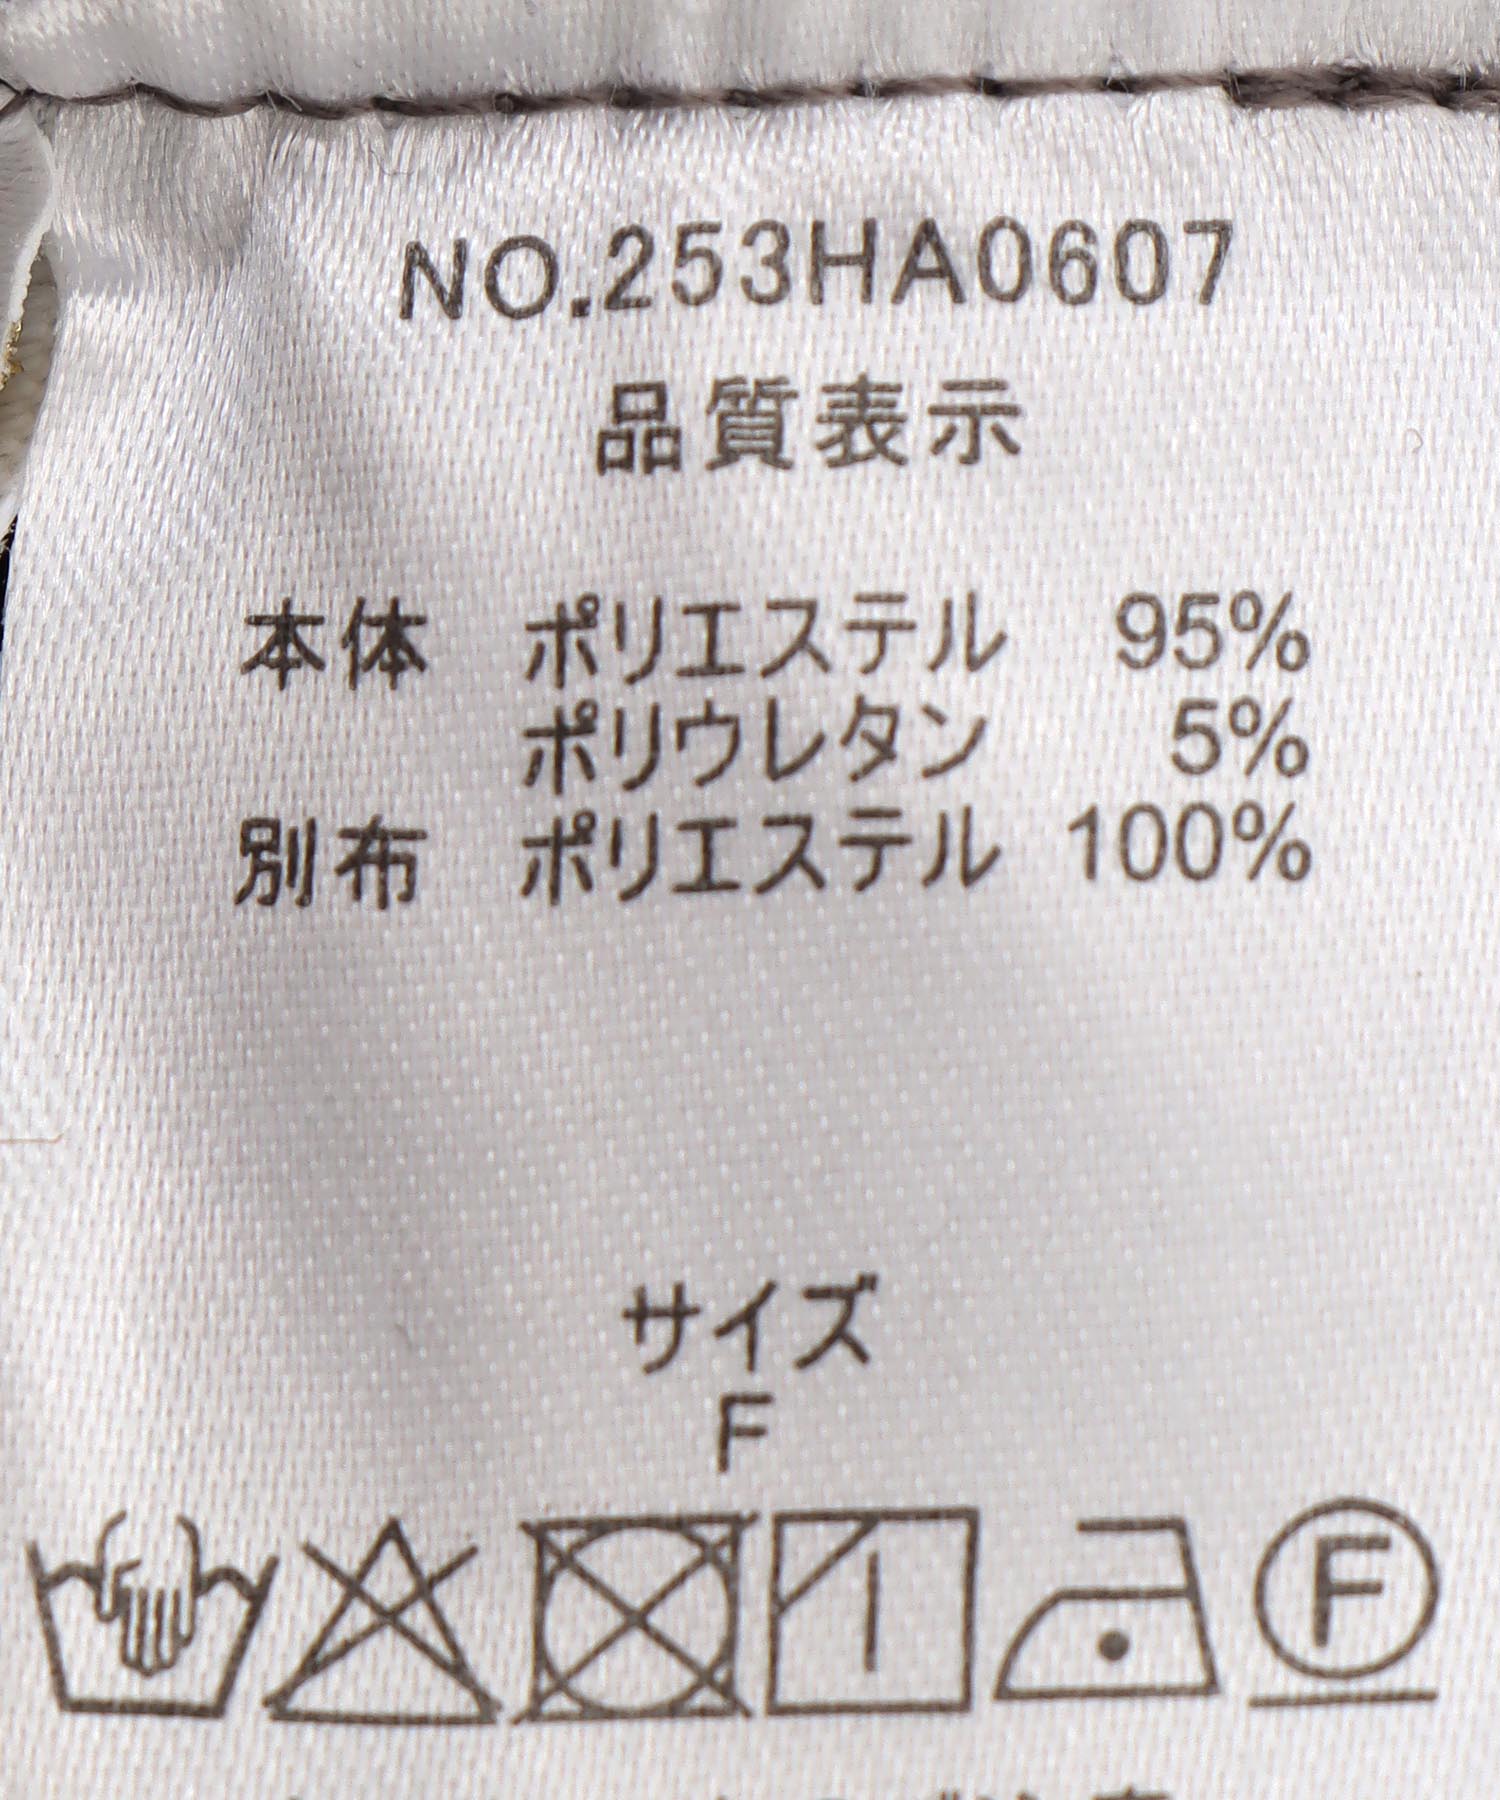 NO.253HA0607
品質表示
本体 ポリエステル 95%
ポリウレタン 5%
別布 ポリエステル 100%
サイズ
F
F